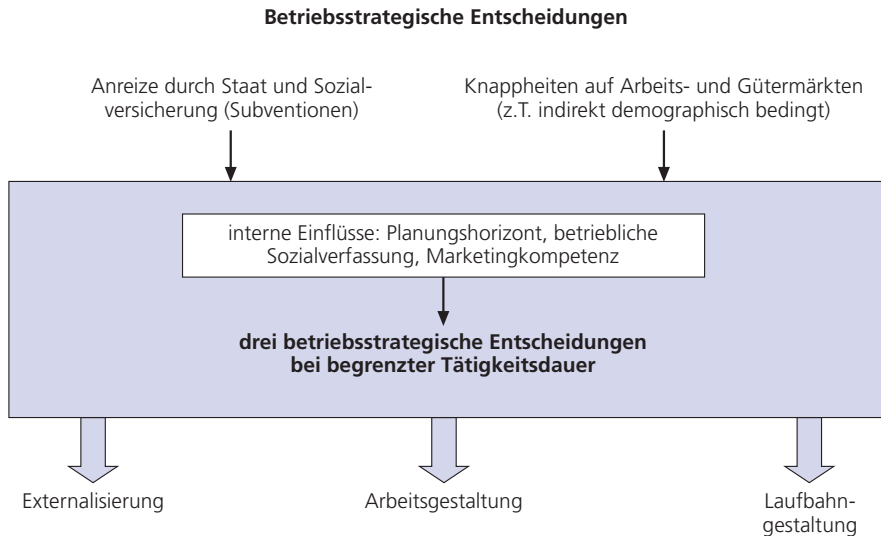 Betriebsstrategische Entscheidungen
Anreize durch Staat und Sozial-
versicherung (Subventionen)
Knappheiten auf Arbeits- und Gütermärkten
(z.T. indirekt demographisch bedingt)
interne Einflüsse: Planungshorizont, betriebliche
Sozialverfassung, Marketingkompetenz
drei betriebsstrategische Entscheidungen
bei begrenzter Tätigkeitsdauer
Externalisierung
Arbeitsgestaltung
Laufbahn-
gestaltung